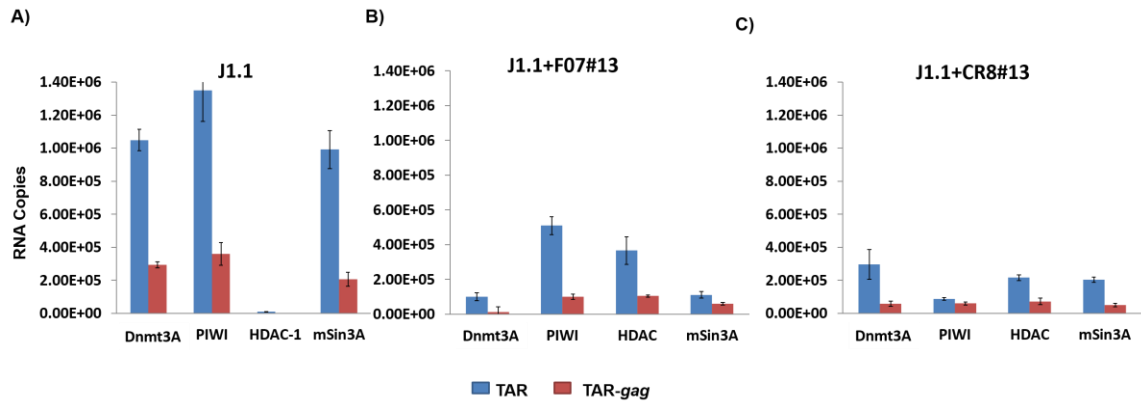 A)
J1.1
RNA Copies
1.40E+06
1.20E+06
1.00E+06
8.00E+05
6.00E+05
4.00E+05
2.00E+05
0.00E+00
Dnmt3A PIWI HDAC-1 mSin3A
B)
J1.1+F07#13
1.40E+06
1.20E+06
1.00E+06
8.00E+05
6.00E+05
4.00E+05
2.00E+05
0.00E+00
Dnmt3A PIWI HDAC mSin3A
C)
J1.1+CR8#13
1.40E+06
1.20E+06
1.00E+06
8.00E+05
6.00E+05
4.00E+05
2.00E+05
0.00E+00
Dnmt3A PIWI HDAC mSin3A
TAR TAR-gag